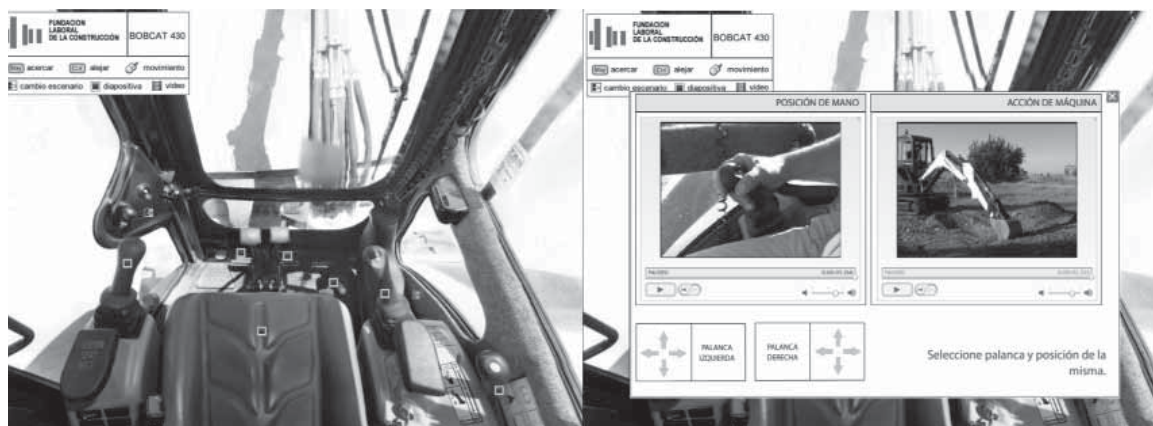 FUNDACION
LABORAL
DE LA CONSTRUCCIÓN
BOBCAT 430
acercar
alejar
movimiento
cambio escenario
diapositiva
vídeo
FUNDACION
LABORAL
DE LA CONSTRUCCIÓN
BOBCAT 430
acercar
alejar
movimiento
cambio escenario
diapositiva
vídeo
POSICIÓN DE MANO
ACCIÓN DE MÁQUINA
PALANCA
IZQUIERDA
PALANCA
DERECHA
Seleccione palanca y posición de la
misma.